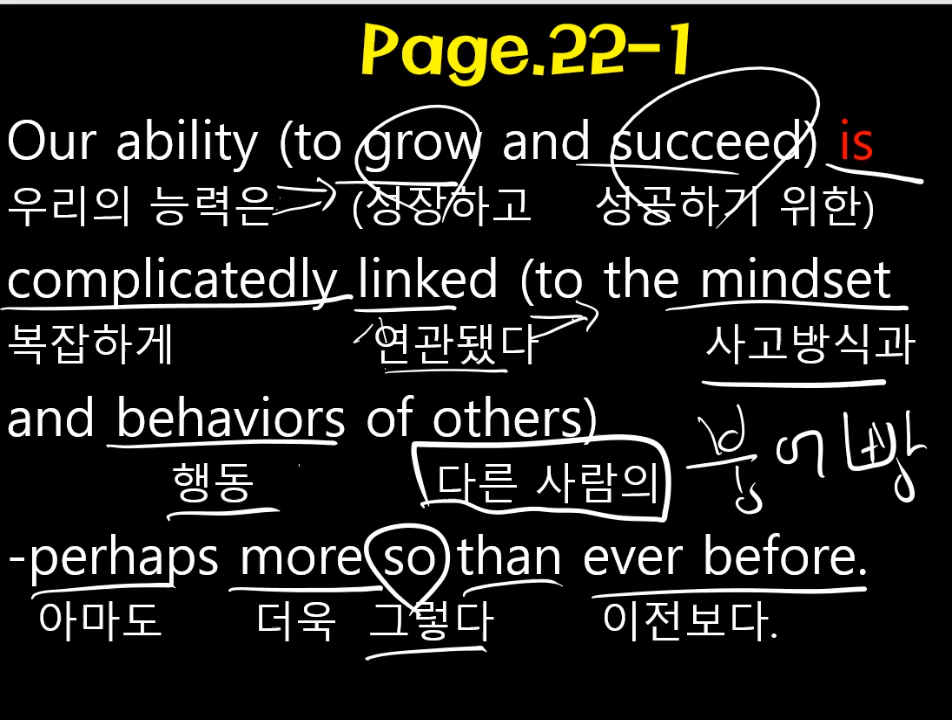 Page.22-1
Our ability (to grow and succeed) is
우리의 능력은 (성장하고 성공하기 위한)
complicatedly linked (to the mindset
복잡하게 연관됐다 사고방식과
and behaviors of others)
붕어빵
행동 다른 사람의
-perhaps more so than ever before.
아마도 더욱 그렇다 이전보다.